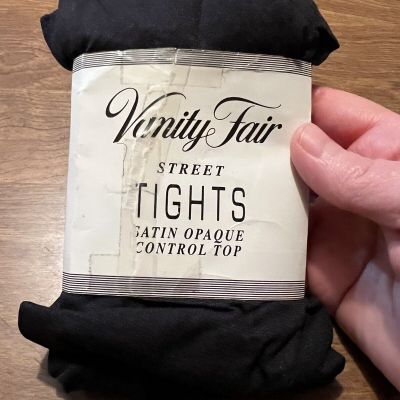 Vanity Fair
STREET
TIGHTS
SATIN OPAQUE
CONTROL TOP